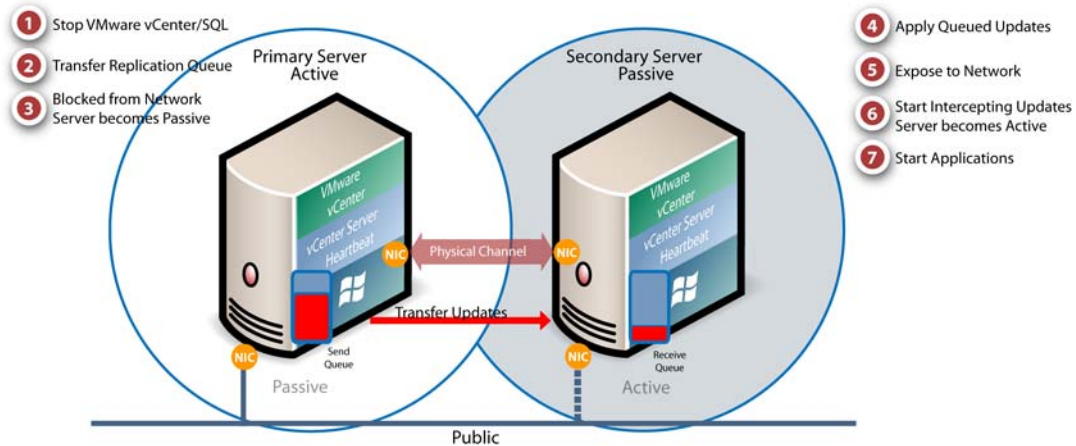 1 Stop VMware vCenter/SQL
2 Transfer Replication Queue
3 Blocked from Network
Server becomes Passive
Primary Server
Active
Secondary Server
Passive
4 Apply Queued Updates
5 Expose to Network
6 Start Intercepting Updates
Server becomes Active
7 Start Applications
VMware
vCenter
vCenter Server
Heartbeat
NIC
Physical Channel
NIC
VMware
vCenter
vCenter Server
Heartbeat
Transfer Updates
NIC
Send
Queue
Passive
NIC
Receive
Queue
Active
Public